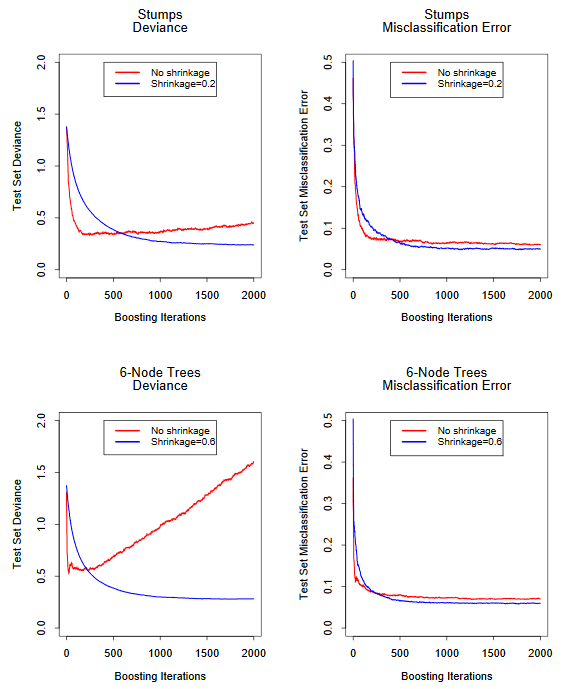 Stumps
Deviance
No shrinkage
Shrinkage=0.2
Test Set Deviance
0.0
0.5
1.0
1.5
2.0
0 500 1000 1500 2000
Boosting Iterations
Stumps
Misclassification Error
No shrinkage
Shrinkage=0.2
Test Set Misclassification Error
0.0
0.1
0.2
0.3
0.4
0.5
0 500 1000 1500 2000
Boosting Iterations
6-Node Trees
Deviance
No shrinkage
Shrinkage=0.6
Test Set Deviance
0.0
0.5
1.0
1.5
2.0
0 500 1000 1500 2000
Boosting Iterations
6-Node Trees
Misclassification Error
No shrinkage
Shrinkage=0.6
Test Set Misclassification Error
0.0
0.1
0.2
0.3
0.4
0.5
0 500 1000 1500 2000
Boosting Iterations